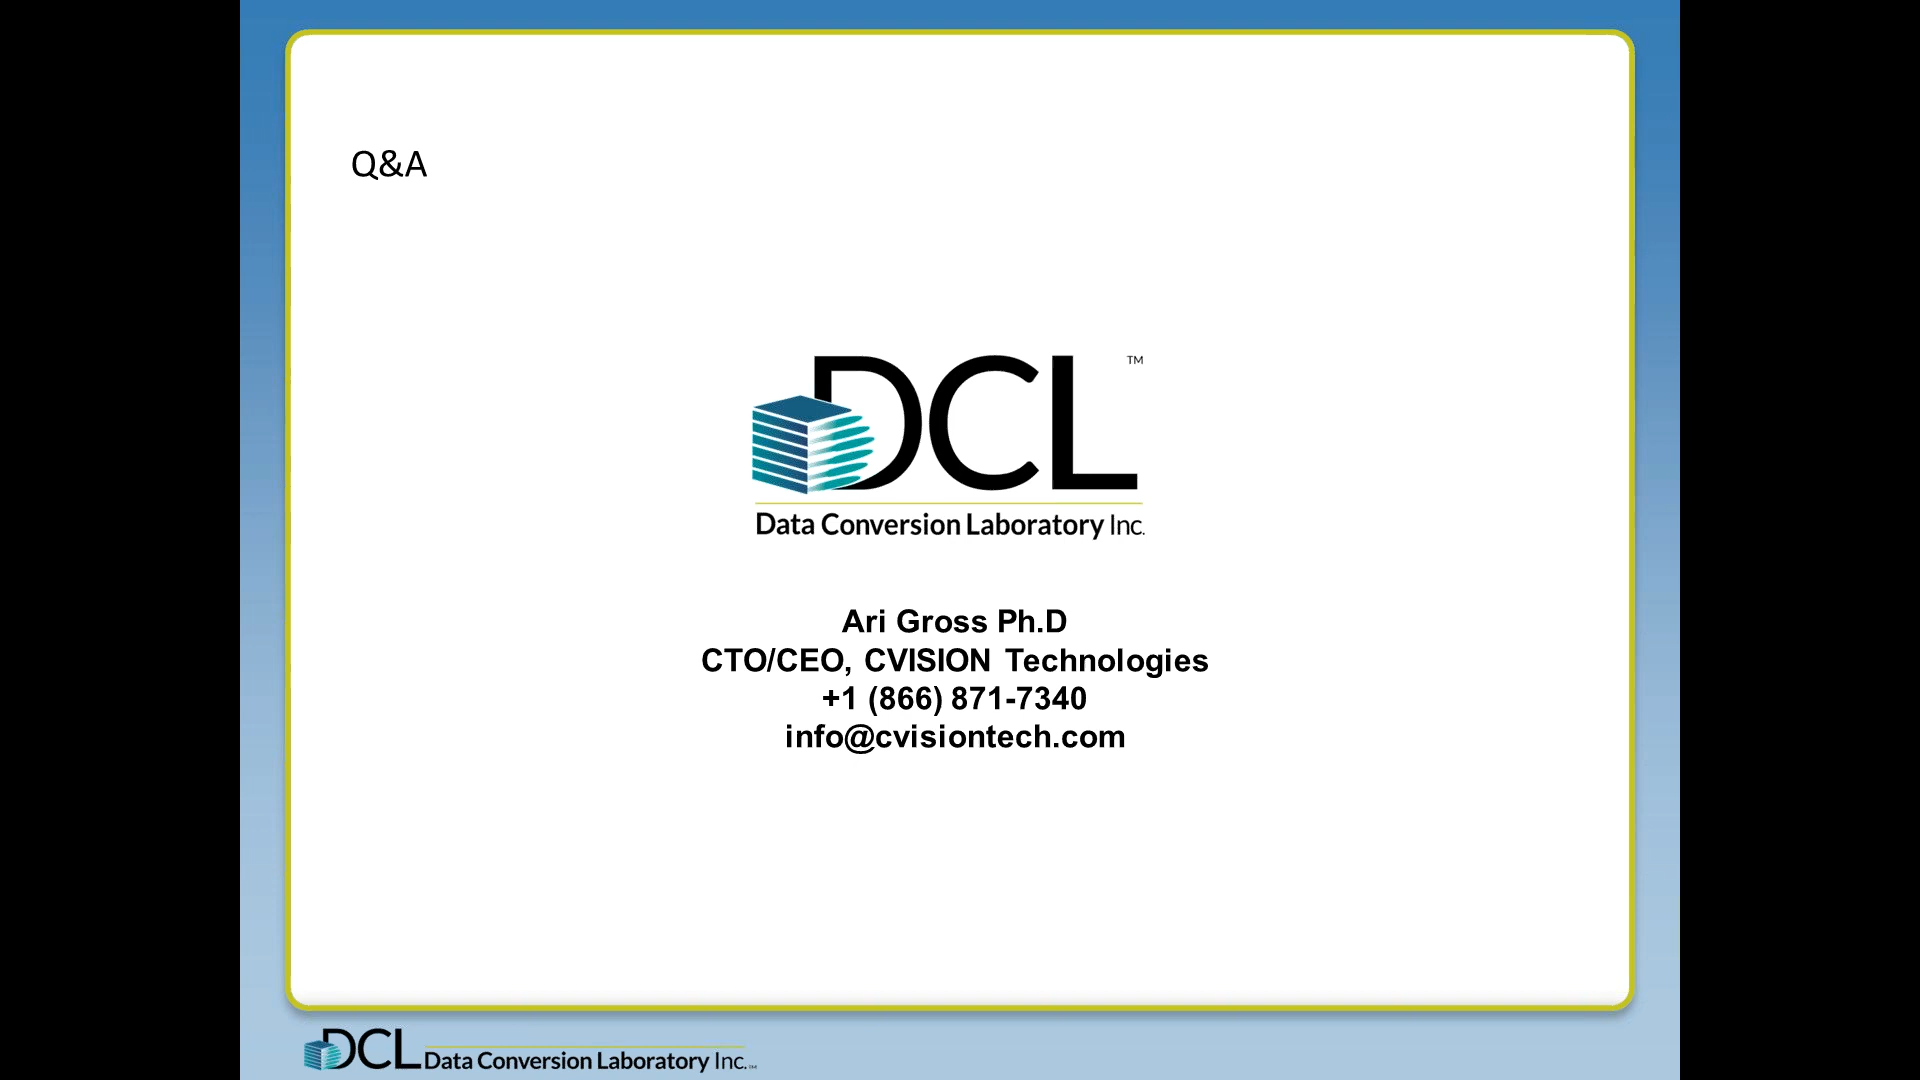 Q&A
DCL™
Data Conversion Laboratory Inc.
Ari Gross Ph.D
CTO/CEO, CVISION Technologies
+1 (866) 871-7340
info@cvisiontech.com
DCL Data Conversion Laboratory Inc.™